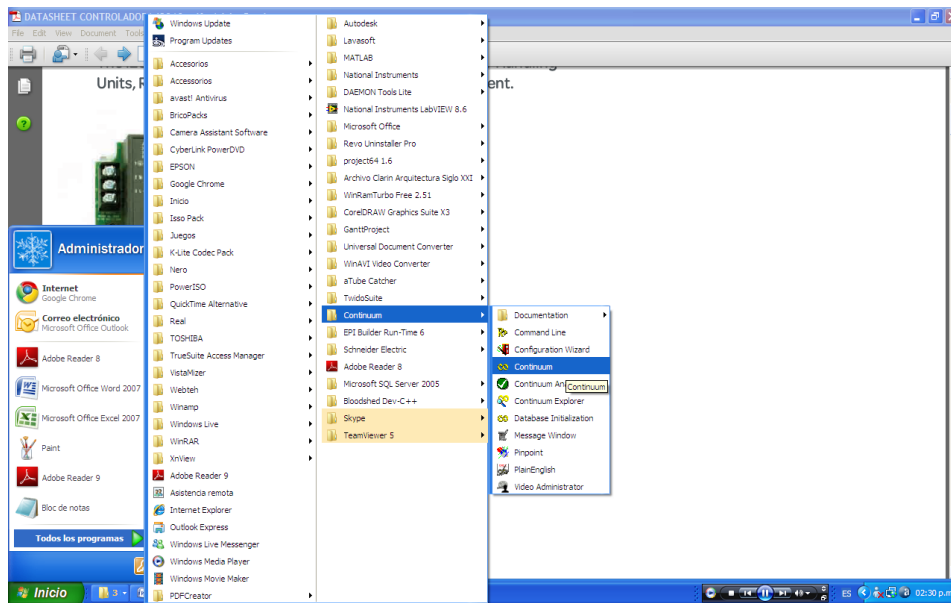 DATASHEET CONTROLADOR
File Edit View Document Tools
Units,
ent.
Administrador
Internet
Google Chrome
Correo electrónico
Microsoft Office Outlook
Adobe Reader 8
Microsoft Office Word 2007
Microsoft Office Excel 2007
Paint
Adobe Reader 9
Bloc de notas
Todos los programas
Windows Update
Program Updates
Accesorios
Accessorios
avast! Antivirus
BricoPacks
Camera Assistant Software
CyberLink PowerDVD
EPSON
Google Chrome
Inicio
Isso Pack
Juegos
K-Lite Codec Pack
Nero
PowerISO
QuickTime Alternative
Real
TOSHIBA
TrueSuite Access Manager
VistaMizer
Webteh
Winamp
Windows Live
WinRAR
XnView
Adobe Reader 9
Asistencia remota
Internet Explorer
Outlook Express
Windows Live Messenger
Windows Media Player
Windows Movie Maker
PDFCreator
Autodesk
Lavasoft
MATLAB
National Instruments
DAEMON Tools Lite
National Instruments LabVIEW 8.6
Microsoft Office
Revo Uninstaller Pro
project64 1.6
Archivo Clarin Arquitectura Siglo XXI
WinRamTurbo Free 2.51
CorelDRAW Graphics Suite X3
GanttProject
Universal Document Converter
WinAVI Video Converter
aTube Catcher
TwidoSuite
Continuum
EPI Builder Run-Time 6
Schneider Electric
Adobe Reader 8
Microsoft SQL Server 2005
Bloodshed Dev-C++
Skype
TeamViewer 5
Documentation
Command Line
Configuration Wizard
Continuum
Continuum An
Continuum
Continuum Explorer
Database Initialization
Message Window
Pinpoint
PlainEnglish
Video Administrator
Inicio
3
ES
02:30 p.m.